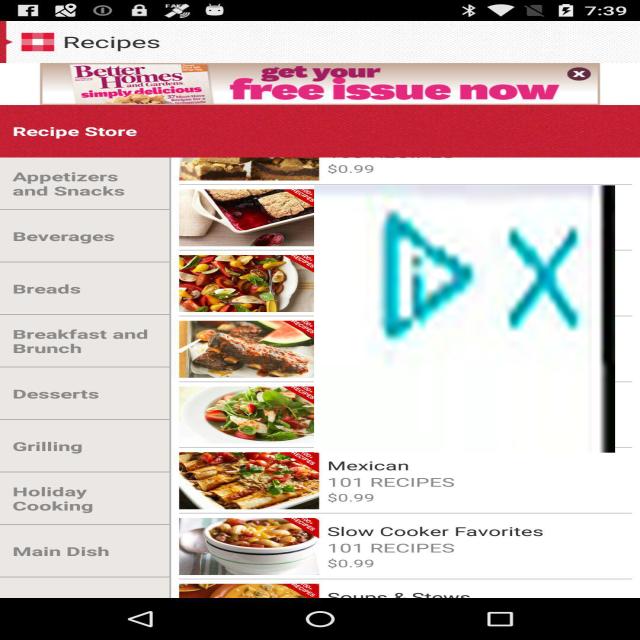 7:39
Recipes
Better
Homes
and Gardens
simply delicious
get your
free issue now
Recipe Store
$0.99
Appetizers
and Snacks
Beverages
Breads
Breakfast and
Brunch
Desserts
Grilling
Holiday
Cooking
Main Dish
Mexican
101 RECIPES
$0.99
Slow Cooker Favorites
101 RECIPES
$0.99
Soups & Stews